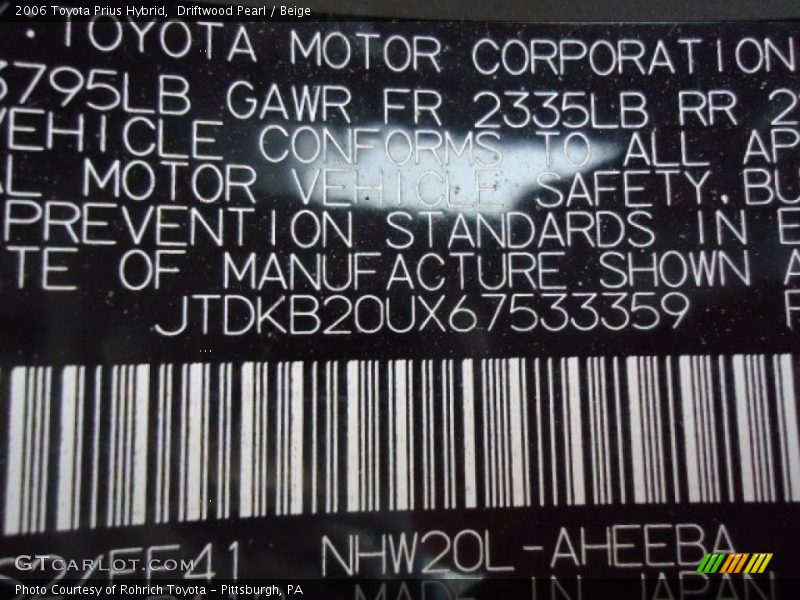 2006 Toyota Prius Hybrid,  Driftwood Pearl / Beige
TOYOTA MOTOR CORPORATION
3795LB GAWR FR 2335LB RR 2
VEHICLE CONFORMS TO ALL AP
AL MOTOR VEHICLE SAFETY, BU
PREVENTION STANDARDS IN E
TE OF MANUFACTURE SHOWN A
JTDKB20UX67533359
NHW20L-AHEEBA
GTCarLot.com
MADE IN JAPAN
Photo Courtesy of Rohrich Toyota - Pittsburgh, PA